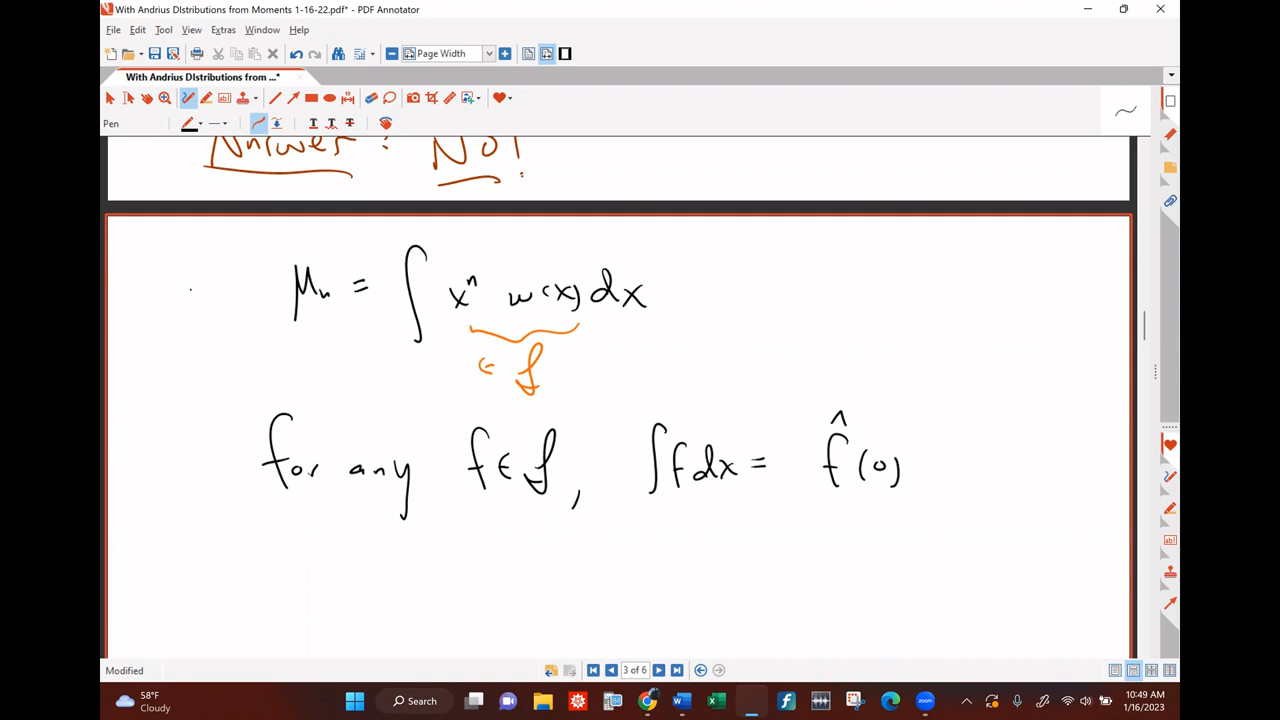 With Andrius DIstributions from Moments 1-16-22.pdf* - PDF Annotator
File Edit Tool View Extras Window Help
Page Width
With Andrius DIstributions from ...*
Pen
Answer: No!
μₙ = ∫ xⁿ w(x) dx
∈ 𝒮
for any f ∈ 𝒮, ∫f dx = f̂(0)
Modified
3 of 6
58°F
Cloudy
Search
zoom
10:49 AM
1/16/2023